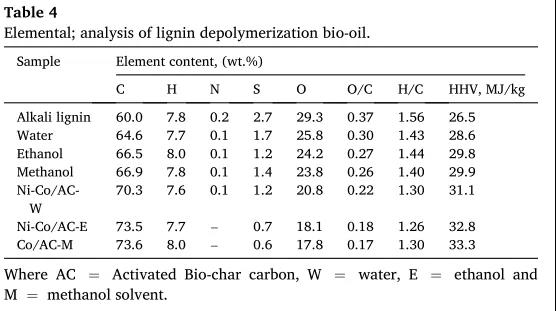 Table 4
Elemental; analysis of lignin depolymerization bio-oil.
Sample Element content, (wt.%)
C H N S O O/C H/C HHV, MJ/kg
Alkali lignin 60.0 7.8 0.2 2.7 29.3 0.37 1.56 26.5
Water 64.6 7.7 0.1 1.7 25.8 0.30 1.43 28.6
Ethanol 66.5 8.0 0.1 1.2 24.2 0.27 1.44 29.8
Methanol 66.9 7.8 0.1 1.4 23.8 0.26 1.40 29.9
Ni-Co/AC- 70.3 7.6 0.1 1.2 20.8 0.22 1.30 31.1
W
Ni-Co/AC-E 73.5 7.7 – 0.7 18.1 0.18 1.26 32.8
Co/AC-M 73.6 8.0 – 0.6 17.8 0.17 1.30 33.3
Where AC = Activated Bio-char carbon, W = water, E = ethanol and
M = methanol solvent.